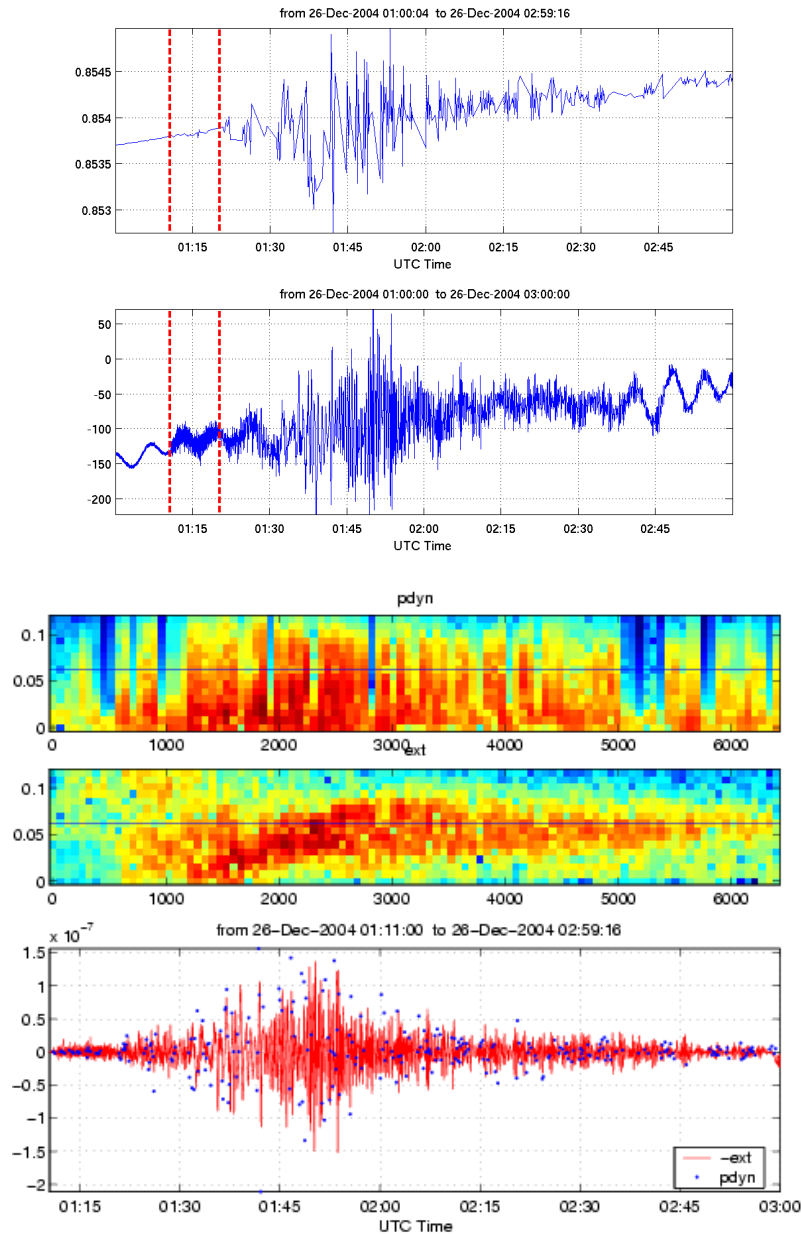 from 26-Dec-2004 01:00:04 to 26-Dec-2004 02:59:16
0.8545
0.854
0.8535
0.853
01:15 01:30 01:45 02:00 02:15 02:30 02:45
UTC Time
from 26-Dec-2004 01:00:00 to 26-Dec-2004 03:00:00
50
0
-50
-100
-150
-200
01:15 01:30 01:45 02:00 02:15 02:30 02:45
UTC Time
pdyn
0.1
0.05
0
0 1000 2000 3000 4000 5000 6000
ext
0.1
0.05
0
0 1000 2000 3000 4000 5000 6000
x 10^-7
from 26-Dec-2004 01:11:00 to 26-Dec-2004 02:59:16
1.5
1
0.5
0
-0.5
-1
-1.5
-2
-ext
pdyn
01:15 01:30 01:45 02:00 02:15 02:30 02:45 03:00
UTC Time